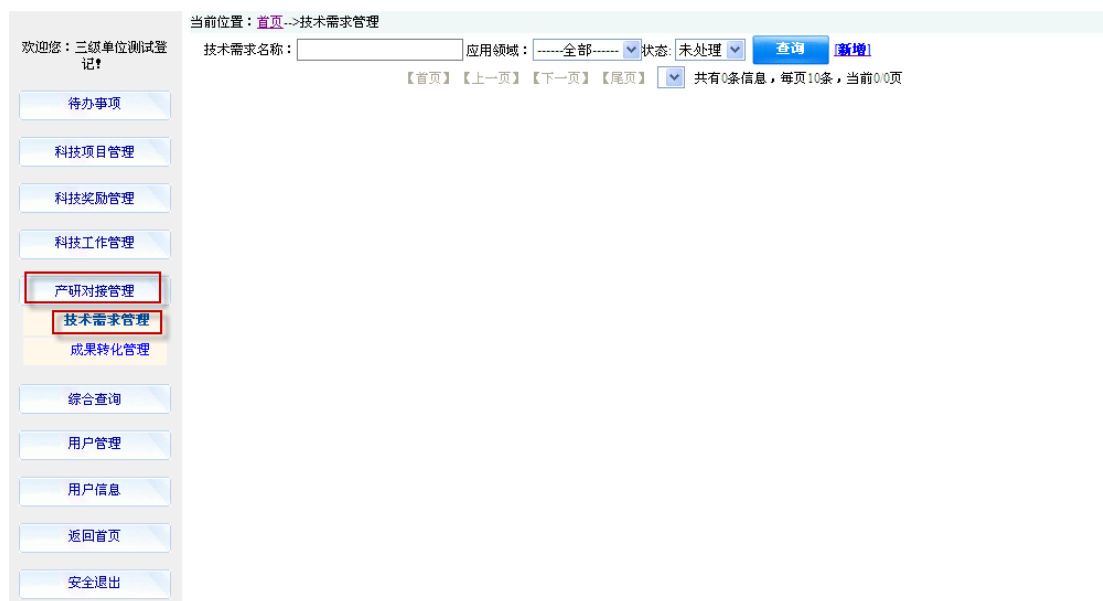 当前位置：首页-->技术需求管理
欢迎您：三级单位测试登
记!
技术需求名称： 应用领域： ------全部------ 状态: 未处理 查询 [新增]
【首页】【上一页】【下一页】【尾页】 共有0条信息，每页10条，当前0/0页
待办事项
科技项目管理
科技奖励管理
科技工作管理
产研对接管理
技术需求管理
成果转化管理
综合查询
用户管理
用户信息
返回首页
安全退出